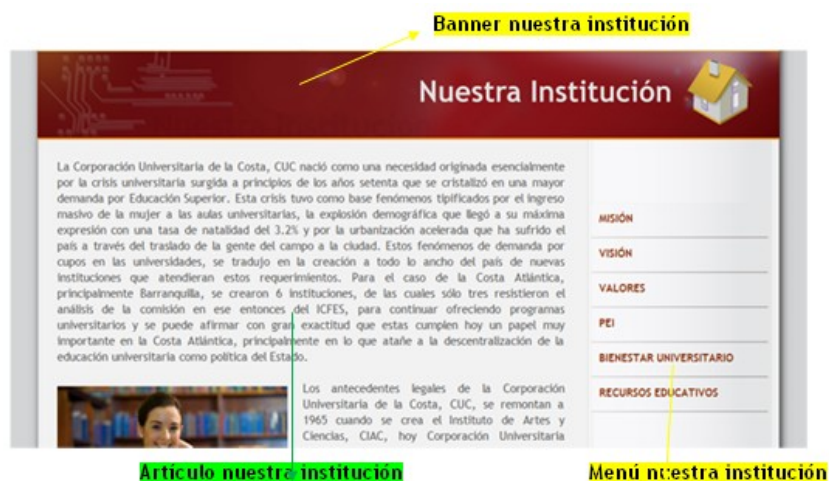 Banner nuestra institución
Nuestra Institución
La Corporación Universitaria de la Costa, CUC nació como una necesidad originada esencialmente
por la crisis universitaria surgida a principios de los años setenta que se cristalizó en una mayor
demanda por Educación Superior. Esta crisis tuvo como base fenómenos tipificados por el ingreso
masivo de la mujer a las aulas universitarias, la explosión demográfica que llegó a su máxima
expresión con una tasa de natalidad del 3.2% y por la urbanización acelerada que ha sufrido el
país a través del traslado de la gente del campo a la ciudad. Estos fenómenos de demanda por
cupos en las universidades, se tradujo en la creación a todo lo ancho del país de nuevas
instituciones que atendieran estos requerimientos. Para el caso de la Costa Atlántica,
principalmente Barranquilla, se crearon 6 instituciones, de las cuales sólo tres resistieron el
análisis de la comisión en ese entonces del ICFES, para continuar ofreciendo programas
universitarios y se puede afirmar con gran exactitud que estas cumplen hoy un papel muy
importante en la Costa Atlántica, principalmente en lo que atañe a la descentralización de la
educación universitaria como política del Estado.
Los antecedentes legales de la Corporación
Universitaria de la Costa, CUC, se remontan a
1965 cuando se crea el Instituto de Artes y
Ciencias, CIAC, hoy Corporación Universitaria
MISIÓN
VISIÓN
VALORES
PEI
BIENESTAR UNIVERSITARIO
RECURSOS EDUCATIVOS
Artículo nuestra institución
Menú nuestra institución